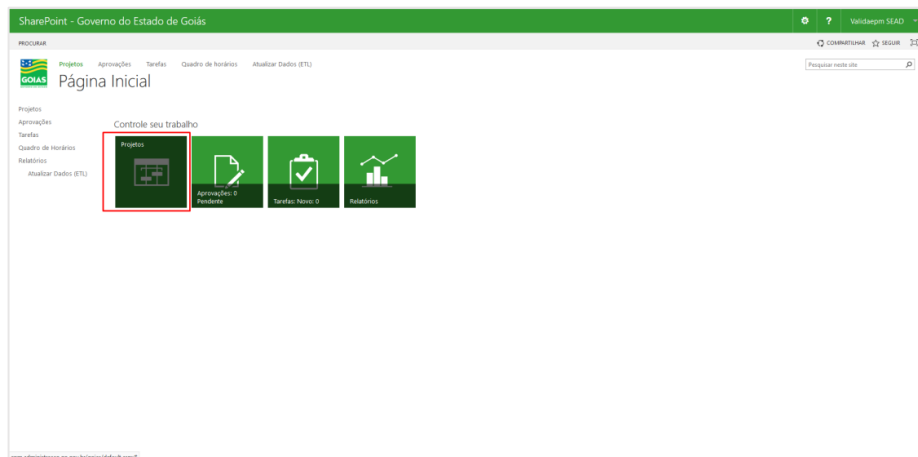 SharePoint - Governo do Estado de Goiás
? Validaepm SEAD
PROCURAR
COMPARTILHAR SEGUIR
GOIÁS
Projetos Aprovações Tarefas Quadro de horários Atualizar Dados (ETL)
Pesquisar neste site
Página Inicial
Projetos
Aprovações
Tarefas
Quadro de Horários
Relatórios
Atualizar Dados (ETL)
Controle seu trabalho
Projetos
Aprovações: 0
Pendente
Tarefas: Novo: 0
Relatórios